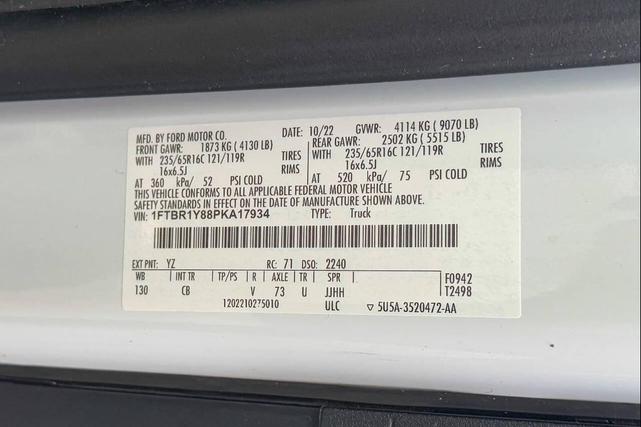 MFD. BY FORD MOTOR CO. DATE: 10/22 GVWR: 4114 KG ( 9070 LB)
FRONT GAWR: 1873 KG ( 4130 LB) REAR GAWR: 2502 KG ( 5515 LB)
WITH 235/65R16C 121/119R TIRES WITH 235/65R16C 121/119R TIRES
16x6.5J RIMS 16x6.5J RIMS
AT 360 kPa/ 52 PSI COLD AT 520 kPa/ 75 PSI COLD
THIS VEHICLE CONFORMS TO ALL APPLICABLE FEDERAL MOTOR VEHICLE
SAFETY STANDARDS IN EFFECT ON THE DATE OF MANUFACTURE SHOWN ABOVE.
VIN: 1FTBR1Y88PKA17934 TYPE: Truck
EXT PNT: YZ RC: 71 DSO: 2240
WB INT TR TP/PS R AXLE TR SPR F0942
130 CB V 73 U JJHH T2498
1202210275010 ULC ▽ 5U5A-3520472-AA